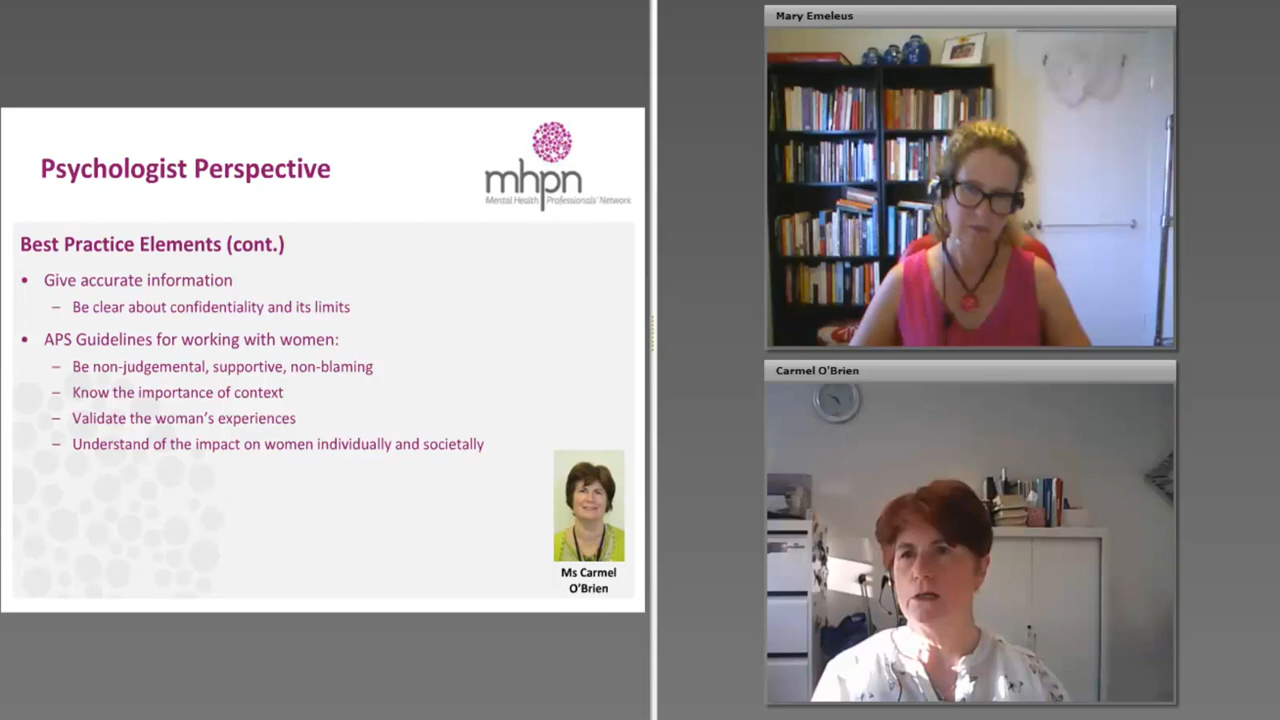 Psychologist Perspective
mhpn
Mental Health Professionals' Network
Best Practice Elements (cont.)
• Give accurate information
– Be clear about confidentiality and its limits
• APS Guidelines for working with women:
– Be non-judgemental, supportive, non-blaming
– Know the importance of context
– Validate the woman's experiences
– Understand of the impact on women individually and societally
Ms Carmel
O'Brien
Mary Emeleus
Carmel O'Brien